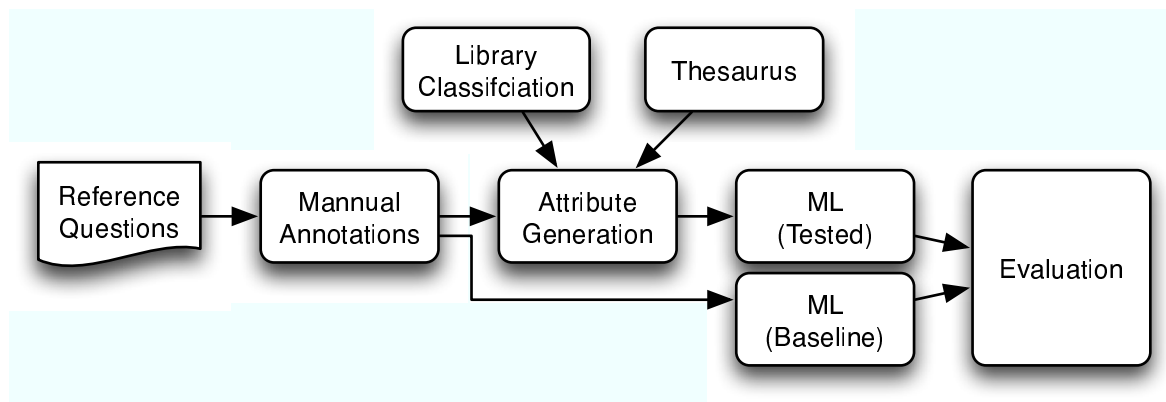 Library
Classifciation
Thesaurus
Reference
Questions
Mannual
Annotations
Attribute
Generation
ML
(Tested)
ML
(Baseline)
Evaluation